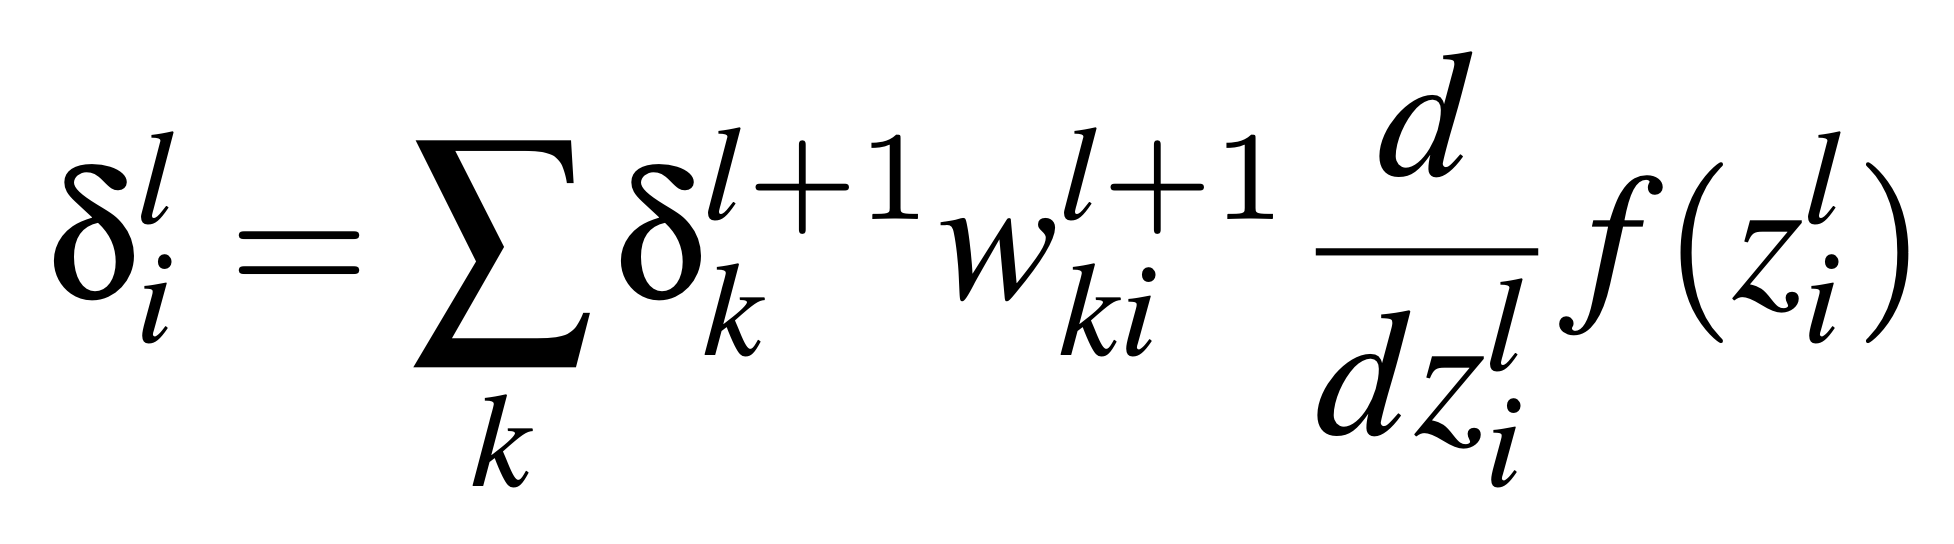 δ_i^l = ∑_k δ_k^{l+1} w_{ki}^{l+1} \frac{d}{dz_i^l} f(z_i^l)